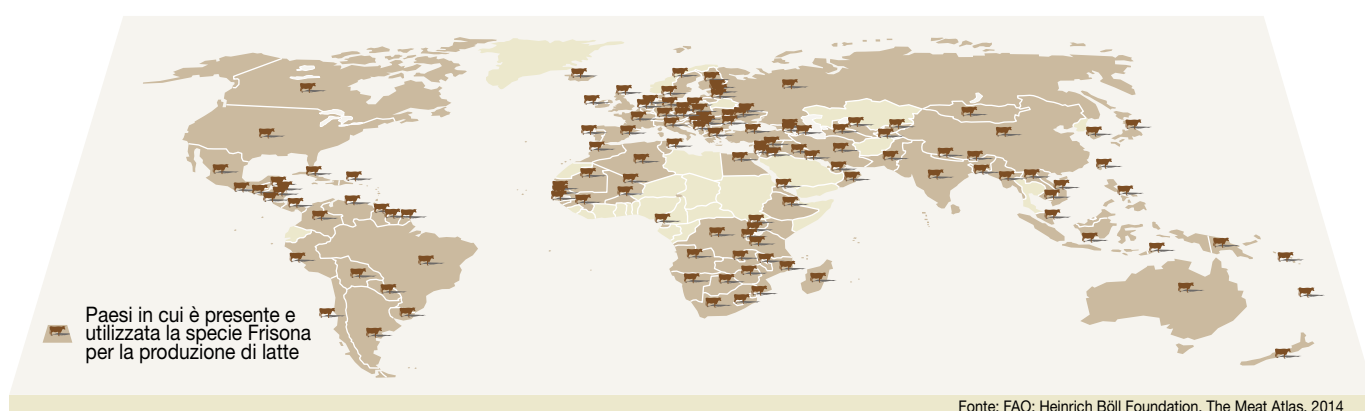 Paesi in cui è presente e
utilizzata la specie Frisona
per la produzione di latte
Fonte: FAO; Heinrich Böll Foundation, The Meat Atlas, 2014